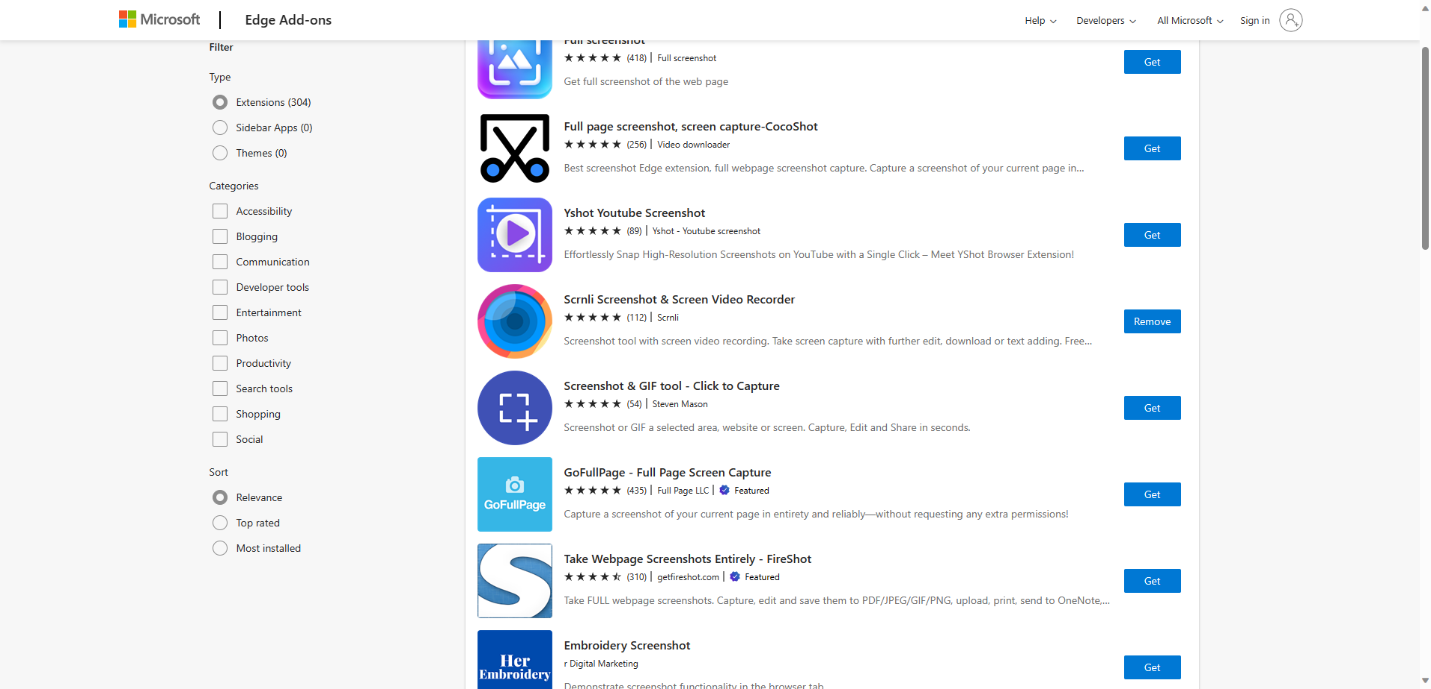 Microsoft
Edge Add-ons
Help
Developers
All Microsoft
Sign in
Filter
Type
Extensions (304)
Sidebar Apps (0)
Themes (0)
Categories
Accessibility
Blogging
Communication
Developer tools
Entertainment
Photos
Productivity
Search tools
Shopping
Social
Sort
Relevance
Top rated
Most installed
Full screenshot
(418) | Full screenshot
Get full screenshot of the web page
Get
Full page screenshot, screen capture-CocoShot
(256) | Video downloader
Best screenshot Edge extension, full webpage screenshot capture. Capture a screenshot of your current page in...
Get
Yshot Youtube Screenshot
(89) | Yshot - Youtube screenshot
Effortlessly Snap High-Resolution Screenshots on YouTube with a Single Click – Meet YShot Browser Extension!
Get
Scrnli Screenshot & Screen Video Recorder
(112) | Scrnli
Screenshot tool with screen video recording. Take screen capture with further edit, download or text adding. Free...
Remove
Screenshot & GIF tool - Click to Capture
(54) | Steven Mason
Screenshot or GIF a selected area, website or screen. Capture, Edit and Share in seconds.
Get
GoFullPage
GoFullPage - Full Page Screen Capture
(435) | Full Page LLC | Featured
Capture a screenshot of your current page in entirety and reliably—without requesting any extra permissions!
Get
Take Webpage Screenshots Entirely - FireShot
(310) | getfireshot.com | Featured
Take FULL webpage screenshots. Capture, edit and save them to PDF/JPEG/GIF/PNG, upload, print, send to OneNote,...
Get
Her
Embroidery
Embroidery Screenshot
r Digital Marketing
Demonstrate screenshot functionality in the browser tab
Get